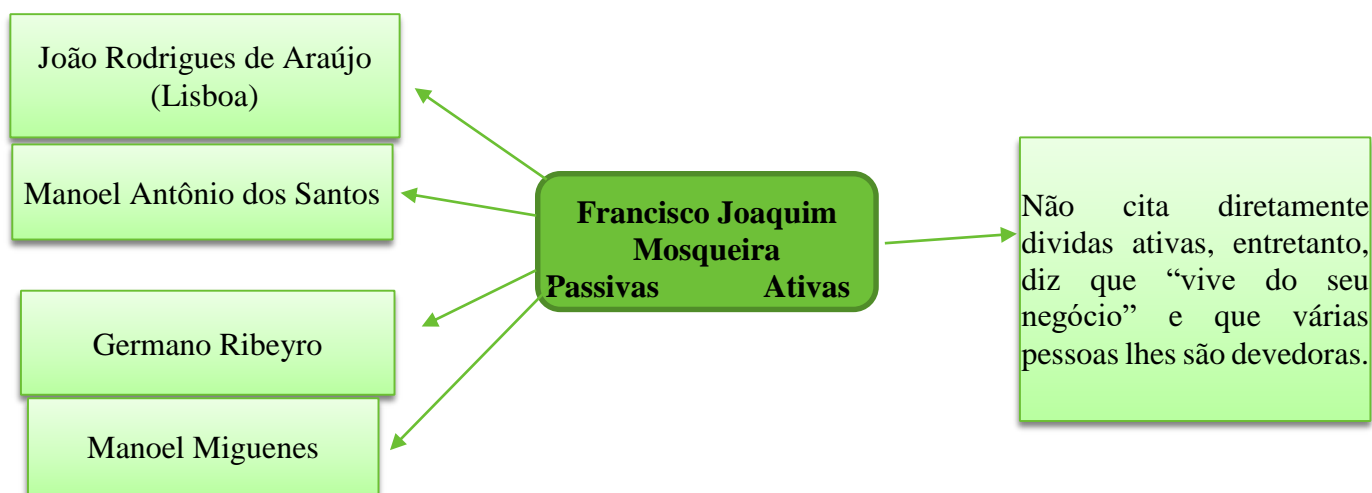 João Rodrigues de Araújo
(Lisboa)
Manoel Antônio dos Santos
Germano Ribeyro
Manoel Miguenes
Francisco Joaquim
Mosqueira
Passivas Ativas
Não cita diretamente
dividas ativas, entretanto,
diz que “vive do seu
negócio” e que várias
pessoas lhes são devedoras.